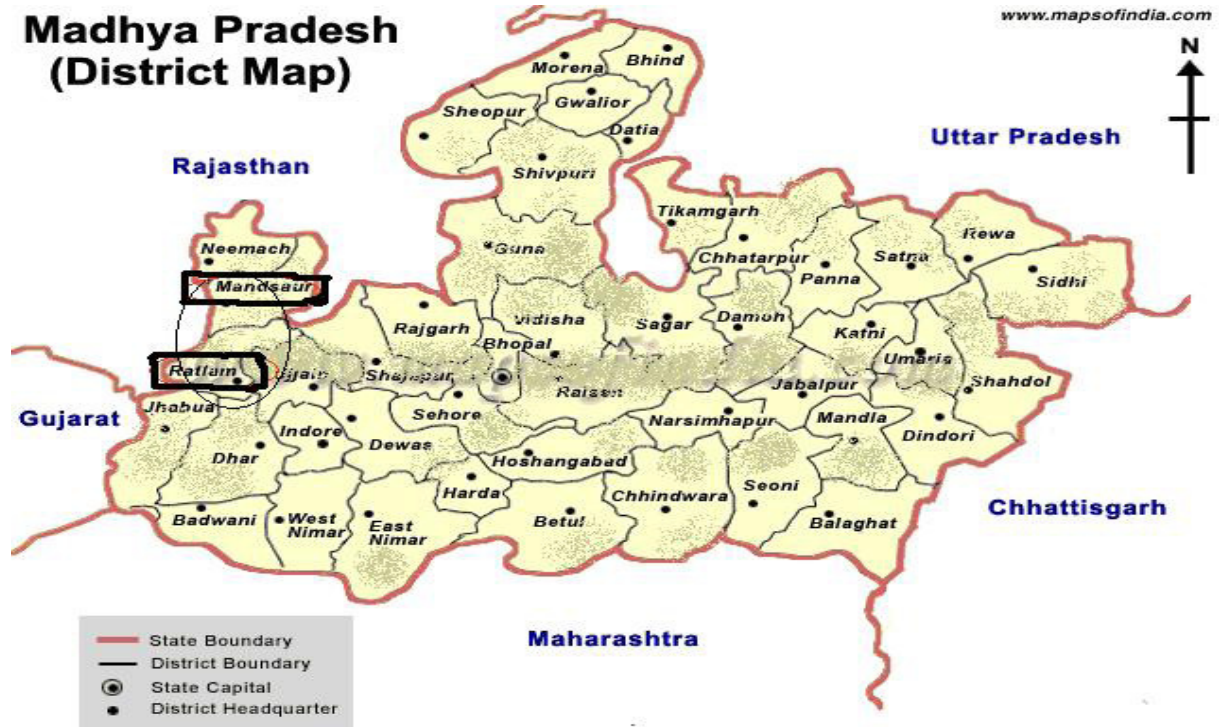 Madhya Pradesh
(District Map)
www.mapsofindia.com
N
Uttar Pradesh
Rajasthan
Gujarat
Chhattisgarh
Maharashtra
Morena
Bhind
Gwalior
Sheopur
Datia
Shivpuri
Tikamgarh
Guna
Chhatarpur
Panna
Satna
Rewa
Sidhi
Neemach
Mandsaur
Rajgarh
Vidisha
Sagar
Damoh
Katni
Umaria
Bhopal
Ratlam
Shajapur
Raisen
Jabalpur
Shahdol
Jhabua
Sehore
Narsimhapur
Mandla
Dindori
Indore
Dewas
Dhar
Hoshangabad
Harda
Chhindwara
Seoni
Badwani
West
Nimar
East
Nimar
Betul
Balaghat
State Boundary
District Boundary
State Capital
District Headquarter